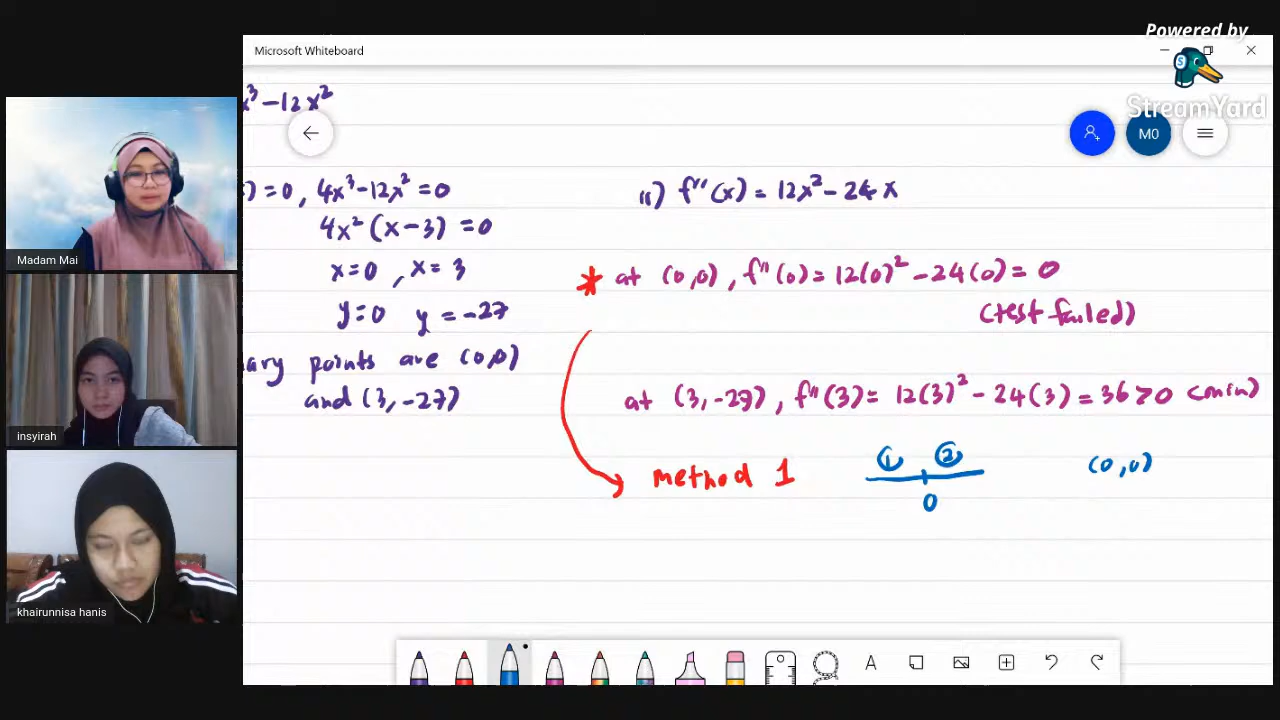 Powered by
StreamYard
Microsoft Whiteboard
M0
x³ −12x²
) =0, 4x³−12x² =0
4x² (x−3) =0
x=0 , x= 3
y=0 y = −27
ary points are (0,0)
and (3,−27)
ii) f''(x) = 12x² − 24x
* at (0,0) , f''(0) = 12(0)² −24(0) = 0
(test failed)
at (3,−27) , f''(3) = 12(3)² − 24(3) = 36 > 0 (min)
method 1
① ②
0
(0,0)
Madam Mai
insyirah
khairunnisa hanis
A